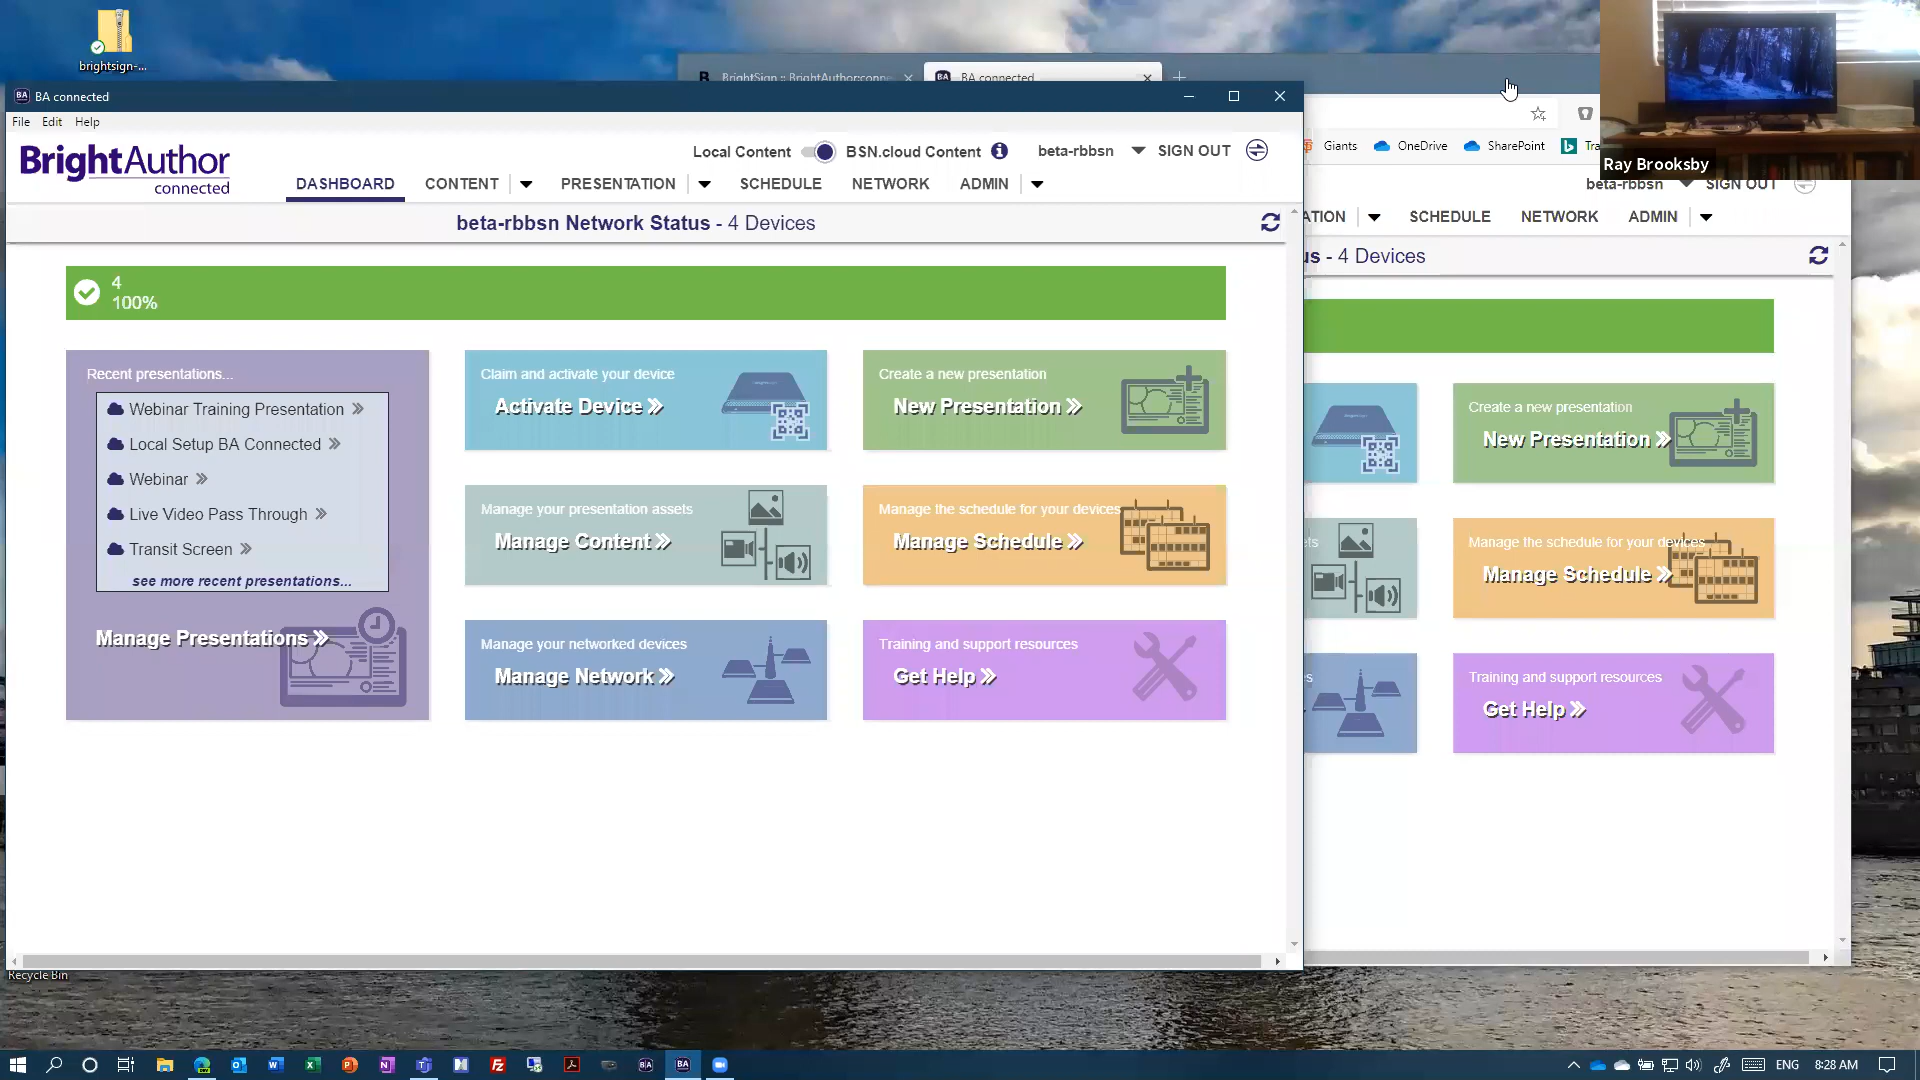 brightsign-...
BrightSign :: BrightAuthor:conne
BA connected
BA connected
File Edit Help
BrightAuthor
connected
Local Content
BSN.cloud Content
beta-rbbsn
SIGN OUT
DASHBOARD
CONTENT
PRESENTATION
SCHEDULE
NETWORK
ADMIN
beta-rbbsn Network Status - 4 Devices
4
100%
Recent presentations...
Webinar Training Presentation
Local Setup BA Connected
Webinar
Live Video Pass Through
Transit Screen
see more recent presentations...
Manage Presentations
Claim and activate your device
Activate Device
Create a new presentation
New Presentation
Manage your presentation assets
Manage Content
Manage the schedule for your devices
Manage Schedule
Manage your networked devices
Manage Network
Training and support resources
Get Help
Giants
OneDrive
SharePoint
Tra
Ray Brooksby
beta-rbbsn
SIGN OUT
ATION
SCHEDULE
NETWORK
ADMIN
us - 4 Devices
Create a new presentation
New Presentation
ets
Manage the schedule for your devices
Manage Schedule
es
Training and support resources
Get Help
Recycle Bin
ENG
8:28 AM